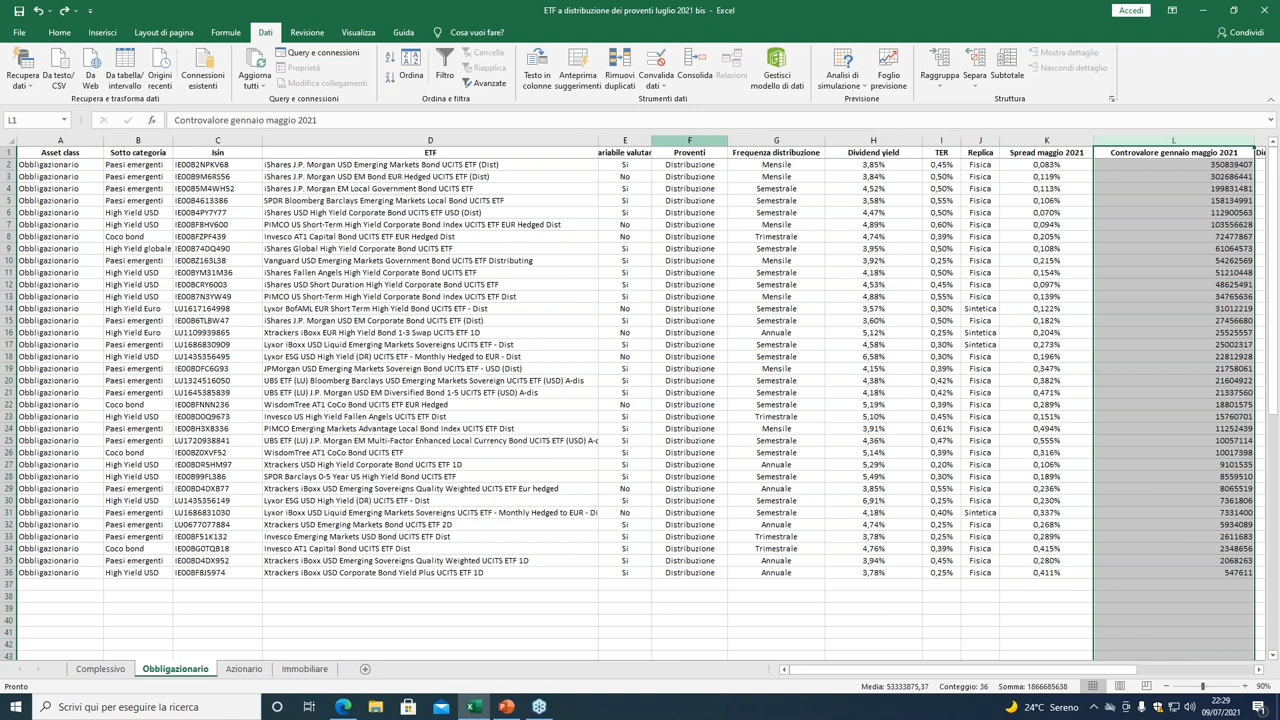 ETF a distribuzione dei proventi luglio 2021 bis - Excel
Accedi
File Home Inserisci Layout di pagina Formule Dati Revisione Visualizza Guida Cosa vuoi fare? Condividi
Recupera dati Da testo/CSV Da Web Da tabella/intervallo Origini recenti Connessioni esistenti
Recupera e trasforma dati
Aggiorna tutti Query e connessioni Proprietà Modifica collegamenti
Query e connessioni
Ordina Filtro Cancella Riapplica Avanzate
Ordina e filtra
Testo in colonne Anteprima suggerimenti Rimuovi duplicati Convalida dati Consolida Relazioni Gestisci modello di dati
Strumenti dati
Analisi di simulazione Foglio previsione
Previsione
Raggruppa Separa Subtotale Mostra dettaglio Nascondi dettaglio
Struttura
L1 fx Controvalore gennaio maggio 2021
A B C D E F G H I J K L
1 Asset class Sotto categoria Isin ETF ariabile valutar Proventi Frequenza distribuzione Dividend yield TER Replica Spread maggio 2021 Controvalore gennaio maggio 2021 Dic
2 Obbligazionario Paesi emergenti IE00B2NPKV68 iShares J.P. Morgan USD Emerging Markets Bond UCITS ETF (Dist) Si Distribuzione Mensile 3,85% 0,45% Fisica 0,083% 350839407
3 Obbligazionario Paesi emergenti IE00B9M6RS56 iShares J.P. Morgan USD EM Bond EUR Hedged UCITS ETF (Dist) No Distribuzione Mensile 3,84% 0,50% Fisica 0,119% 302686441
4 Obbligazionario Paesi emergenti IE00B5M4WH52 iShares J.P. Morgan EM Local Government Bond UCITS ETF Si Distribuzione Semestrale 4,52% 0,50% Fisica 0,113% 199831481
5 Obbligazionario Paesi emergenti IE00B4613386 SPDR Bloomberg Barclays Emerging Markets Local Bond UCITS ETF Si Distribuzione Semestrale 3,58% 0,55% Fisica 0,106% 158134991
6 Obbligazionario High Yield USD IE00B4PY7Y77 iShares USD High Yield Corporate Bond UCITS ETF USD (Dist) Si Distribuzione Semestrale 4,47% 0,50% Fisica 0,070% 112900563
7 Obbligazionario High Yield USD IE00BF8HV600 PIMCO US Short-Term High Yield Corporate Bond Index UCITS ETF EUR Hedged Dist No Distribuzione Mensile 4,89% 0,60% Fisica 0,094% 103556628
8 Obbligazionario Coco bond IE00BFZPF439 Invesco AT1 Capital Bond UCITS ETF EUR Hedged Dist No Distribuzione Trimestrale 4,74% 0,39% Fisica 0,205% 72477867
9 Obbligazionario High Yield globale IE00B74DQ490 iShares Global High Yield Corporate Bond UCITS ETF Si Distribuzione Semestrale 3,95% 0,50% Fisica 0,108% 61064573
10 Obbligazionario Paesi emergenti IE00BZ163L38 Vanguard USD Emerging Markets Government Bond UCITS ETF Distributing Si Distribuzione Mensile 3,92% 0,25% Fisica 0,215% 54262569
11 Obbligazionario High Yield USD IE00BYM31M36 iShares Fallen Angels High Yield Corporate Bond UCITS ETF Si Distribuzione Semestrale 4,18% 0,50% Fisica 0,154% 51210448
12 Obbligazionario High Yield USD IE00BCRY6003 iShares USD Short Duration High Yield Corporate Bond UCITS ETF Si Distribuzione Semestrale 4,53% 0,45% Fisica 0,097% 48625491
13 Obbligazionario High Yield USD IE00B7N3YW49 PIMCO US Short-Term High Yield Corporate Bond Index UCITS ETF Dist Si Distribuzione Mensile 4,88% 0,55% Fisica 0,139% 34765636
14 Obbligazionario High Yield Euro LU1617164998 Lyxor BofAML EUR Short Term High Yield Bond UCITS ETF - Dist No Distribuzione Semestrale 3,57% 0,30% Sintetica 0,122% 31021219
15 Obbligazionario Paesi emergenti IE00B6TLBW47 iShares J.P. Morgan USD EM Corporate Bond UCITS ETF (Dist) Si Distribuzione Semestrale 3,60% 0,50% Fisica 0,182% 27456680
16 Obbligazionario High Yield Euro LU1109939865 Xtrackers iBoxx EUR High Yield Bond 1-3 Swap UCITS ETF 1D No Distribuzione Annuale 5,12% 0,25% Sintetica 0,204% 25525557
17 Obbligazionario Paesi emergenti LU1686830909 Lyxor iBoxx USD Liquid Emerging Markets Sovereigns UCITS ETF - Dist Si Distribuzione Semestrale 4,58% 0,30% Sintetica 0,273% 25002317
18 Obbligazionario High Yield USD LU1435356495 Lyxor ESG USD High Yield (DR) UCITS ETF - Monthly Hedged to EUR - Dist No Distribuzione Semestrale 6,58% 0,30% Fisica 0,196% 22812928
19 Obbligazionario Paesi emergenti IE00BDFC6G93 JPMorgan USD Emerging Markets Sovereign Bond UCITS ETF - USD (Dist) Si Distribuzione Mensile 4,15% 0,39% Fisica 0,347% 21758061
20 Obbligazionario Paesi emergenti LU1324516050 UBS ETF (LU) Bloomberg Barclays USD Emerging Markets Sovereign UCITS ETF (USD) A-dis Si Distribuzione Semestrale 4,38% 0,42% Fisica 0,382% 21604922
21 Obbligazionario Paesi emergenti LU1645385839 UBS ETF (LU) J.P. Morgan USD EM Diversified Bond 1-5 UCITS ETF (USD) A-dis Si Distribuzione Semestrale 4,18% 0,42% Fisica 0,471% 21337560
22 Obbligazionario Coco bond IE00BFNNN236 WisdomTree AT1 CoCo Bond UCITS ETF EUR Hedged No Distribuzione Semestrale 5,19% 0,39% Fisica 0,289% 18801575
23 Obbligazionario High Yield USD IE00BD0Q9673 Invesco US High Yield Fallen Angels UCITS ETF Dist Si Distribuzione Trimestrale 5,10% 0,45% Fisica 0,151% 15760701
24 Obbligazionario Paesi emergenti IE00BH3X8336 PIMCO Emerging Markets Advantage Local Bond Index UCITS ETF Dist Si Distribuzione Mensile 3,91% 0,61% Fisica 0,494% 11252439
25 Obbligazionario Paesi emergenti LU1720938841 UBS ETF (LU) J.P. Morgan EM Multi-Factor Enhanced Local Currency Bond UCITS ETF (USD) A-d Si Distribuzione Semestrale 4,36% 0,47% Fisica 0,555% 10057114
26 Obbligazionario Coco bond IE00BZ0XVF52 WisdomTree AT1 CoCo Bond UCITS ETF Si Distribuzione Semestrale 5,14% 0,39% Fisica 0,316% 10017398
27 Obbligazionario High Yield USD IE00BDR5HM97 Xtrackers USD High Yield Corporate Bond UCITS ETF 1D Si Distribuzione Annuale 5,29% 0,20% Fisica 0,106% 9101535
28 Obbligazionario High Yield USD IE00B99FL386 SPDR Barclays 0-5 Year US High Yield Bond UCITS ETF Si Distribuzione Semestrale 5,49% 0,30% Fisica 0,189% 8559510
29 Obbligazionario Paesi emergenti IE00BD4DXB77 Xtrackers iBoxx USD Emerging Sovereigns Quality Weighted UCITS ETF Eur hedged No Distribuzione Annuale 3,85% 0,55% Fisica 0,236% 8065519
30 Obbligazionario High Yield USD LU1435356149 Lyxor ESG USD High Yield (DR) UCITS ETF - Dist Si Distribuzione Semestrale 6,91% 0,25% Fisica 0,230% 7361806
31 Obbligazionario Paesi emergenti LU1686831030 Lyxor iBoxx USD Liquid Emerging Markets Sovereigns UCITS ETF - Monthly Hedged to EUR - Di No Distribuzione Semestrale 4,18% 0,40% Sintetica 0,337% 7331400
32 Obbligazionario Paesi emergenti LU0677077884 Xtrackers USD Emerging Markets Bond UCITS ETF 2D Si Distribuzione Annuale 4,74% 0,25% Fisica 0,268% 5934089
33 Obbligazionario Paesi emergenti IE00BF51K132 Invesco Emerging Markets USD Bond UCITS ETF Dist Si Distribuzione Trimestrale 3,78% 0,25% Fisica 0,289% 2611683
34 Obbligazionario Coco bond IE00BG0TQB18 Invesco AT1 Capital Bond UCITS ETF Dist Si Distribuzione Trimestrale 4,76% 0,39% Fisica 0,415% 2348656
35 Obbligazionario Paesi emergenti IE00BD4DX952 Xtrackers iBoxx USD Emerging Sovereigns Quality Weighted UCITS ETF 1D Si Distribuzione Annuale 3,94% 0,45% Fisica 0,280% 2068263
36 Obbligazionario High Yield USD IE00BF8J5974 Xtrackers iBoxx USD Corporate Bond Yield Plus UCITS ETF 1D Si Distribuzione Annuale 3,78% 0,25% Fisica 0,411% 547611
37
38
39
40
41
42
43
Complessivo Obbligazionario Azionario Immobiliare
Pronto Media: 53333875,37 Conteggio: 36 Somma: 1866685638 90%
Scrivi qui per eseguire la ricerca 24°C Sereno 22:29
09/07/2021